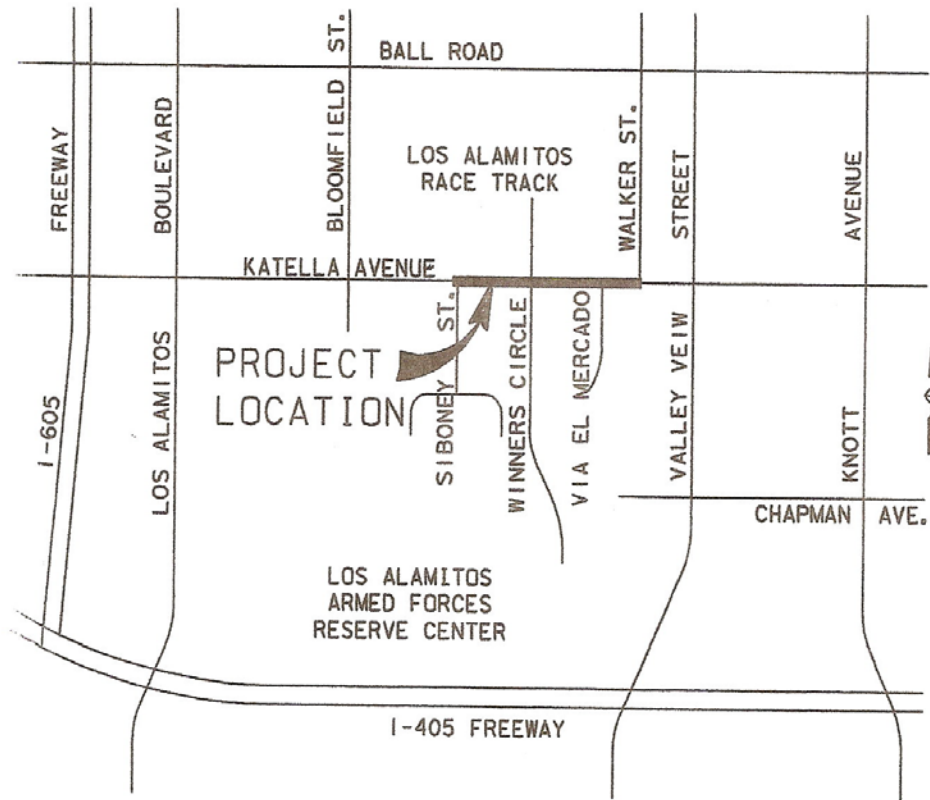 BALL ROAD
FREEWAY
BOULEVARD
BLOOMFIELD ST.
LOS ALAMITOS
RACE TRACK
WALKER ST.
STREET
AVENUE
KATELLA AVENUE
PROJECT
LOCATION
I-605
LOS ALAMITOS
SIBONEY ST.
WINNERS CIRCLE
VIA EL MERCADO
VALLEY VEIW
KNOTT
CHAPMAN AVE.
LOS ALAMITOS
ARMED FORCES
RESERVE CENTER
I-405 FREEWAY